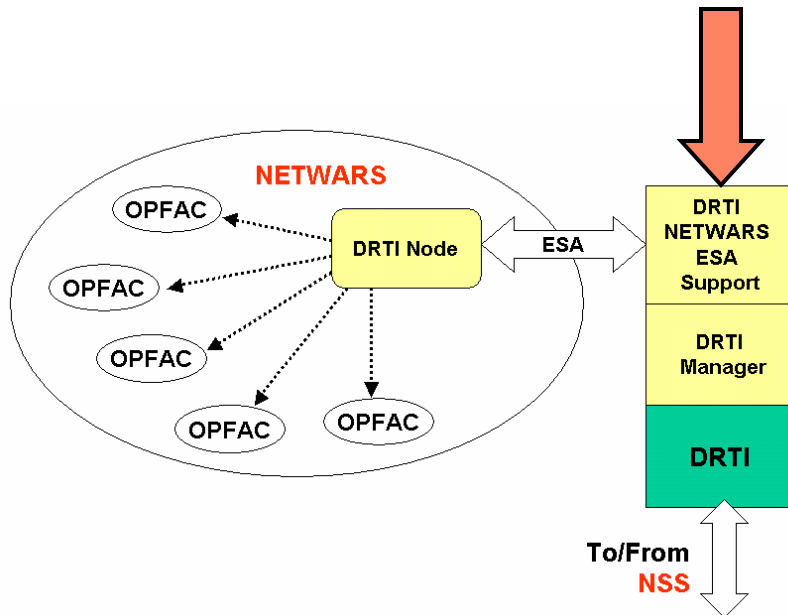 NETWARS
OPFAC
OPFAC
OPFAC
OPFAC
OPFAC
DRTI Node
ESA
DRTI
NETWARS
ESA
Support
DRTI
Manager
DRTI
To/From
NSS